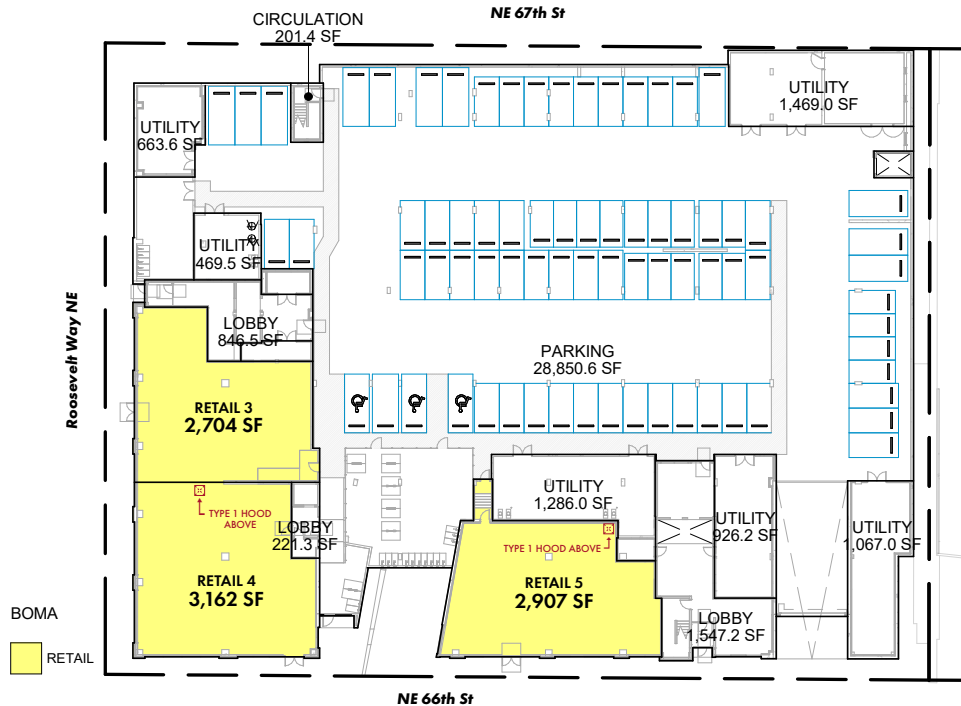 NE 67th St
CIRCULATION
201.4 SF
UTILITY
1,469.0 SF
UTILITY
663.6 SF
UTILITY
469.5 SF
Roosevelt Way NE
LOBBY
846.5 SF
PARKING
28,850.6 SF
RETAIL 3
2,704 SF
UTILITY
1,286.0 SF
TYPE 1 HOOD
ABOVE
LOBBY
221.3 SF
UTILITY
926.2 SF
UTILITY
1,067.0 SF
TYPE 1 HOOD ABOVE
RETAIL 4
3,162 SF
RETAIL 5
2,907 SF
LOBBY
1,547.2 SF
BOMA
RETAIL
NE 66th St